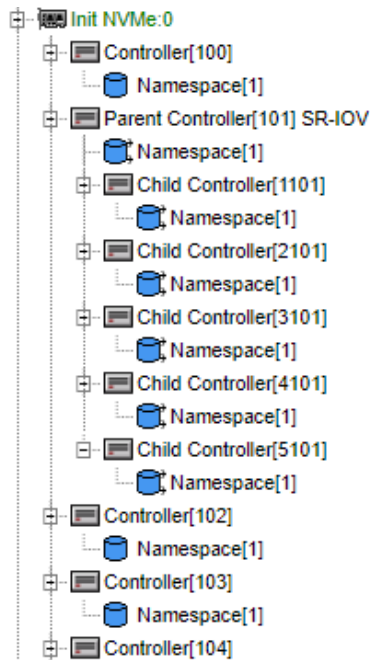 Init NVMe:0
Controller[100]
Namespace[1]
Parent Controller[101] SR-IOV
Namespace[1]
Child Controller[1101]
Namespace[1]
Child Controller[2101]
Namespace[1]
Child Controller[3101]
Namespace[1]
Child Controller[4101]
Namespace[1]
Child Controller[5101]
Namespace[1]
Controller[102]
Namespace[1]
Controller[103]
Namespace[1]
Controller[104]